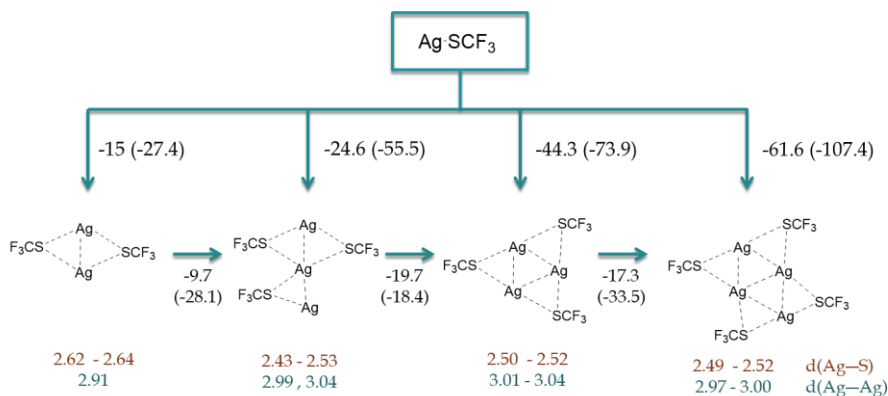 Ag-SCF3
-15 (-27.4)
-24.6 (-55.5)
-44.3 (-73.9)
-61.6 (-107.4)
Ag
F3CS
SCF3
Ag
-9.7
(-28.1)
Ag
F3CS
SCF3
Ag
F3CS
Ag
-19.7
(-18.4)
SCF3
Ag
F3CS
Ag
Ag
SCF3
-17.3
(-33.5)
SCF3
Ag
F3CS
Ag
Ag
SCF3
Ag
F3CS
2.62 - 2.64
2.91
2.43 - 2.53
2.99 , 3.04
2.50 - 2.52
3.01 - 3.04
2.49 - 2.52 d(Ag—S)
2.97 - 3.00 d(Ag—Ag)